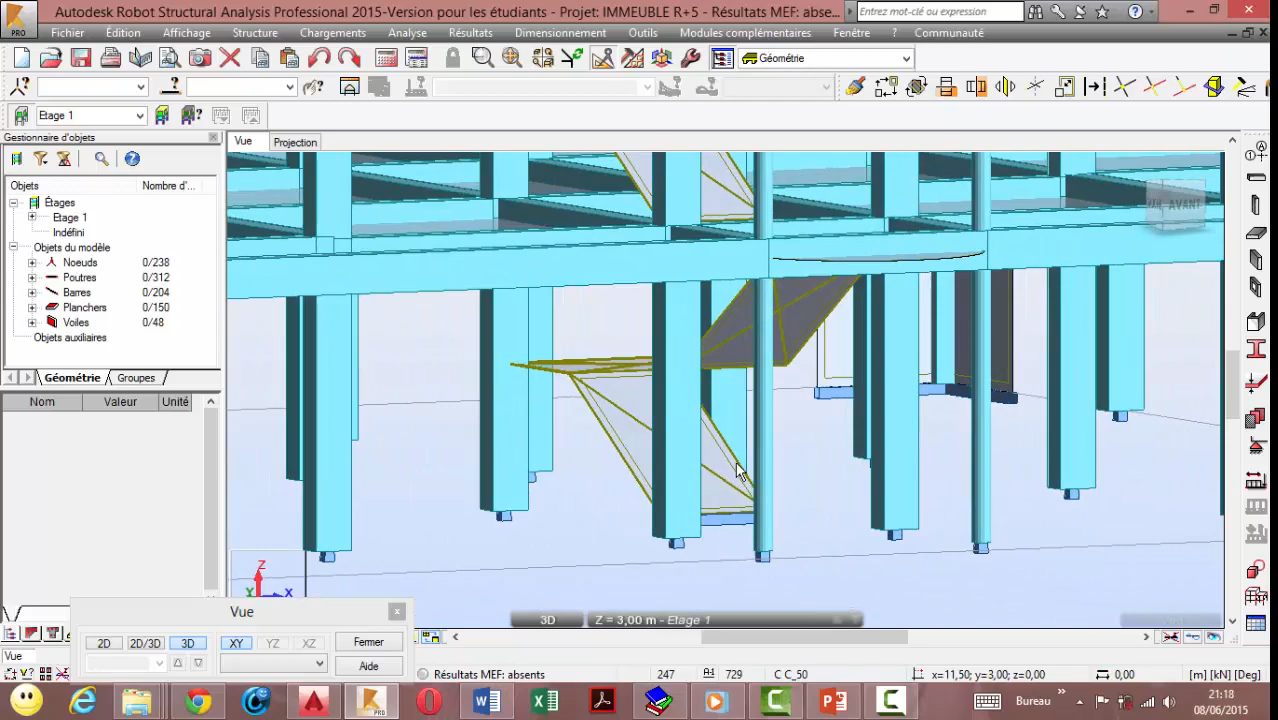 Autodesk Robot Structural Analysis Professional 2015-Version pour les étudiants - Projet: IMMEUBLE R+5 - Résultats MEF: abse...
Entrez mot-clé ou expression
PRO
Fichier Édition Affichage Structure Chargements Analyse Résultats Dimensionnement Outils Modules complémentaires Fenêtre ? Communauté
Géométrie
Etage 1
Gestionnaire d'objets
Vue Projection
Objets Nombre d'...
Étages
Etage 1
Indéfini
Objets du modèle
Noeuds 0/238
Poutres 0/312
Barres 0/204
Planchers 0/150
Voiles 0/48
Objets auxiliaires
AVANT
Géométrie Groupes
Nom Valeur Unité
Z
Y X
Vue
2D 2D/3D 3D XY YZ XZ Fermer
Aide
3D Z = 3,00 m - Etage 1
Vue
Résultats MEF: absents 247 729 C C_50 x=11,50; y=3,00; z=0,00 0,00 [m] [kN] [Deg]
PRO
Bureau
21:18
08/06/2015